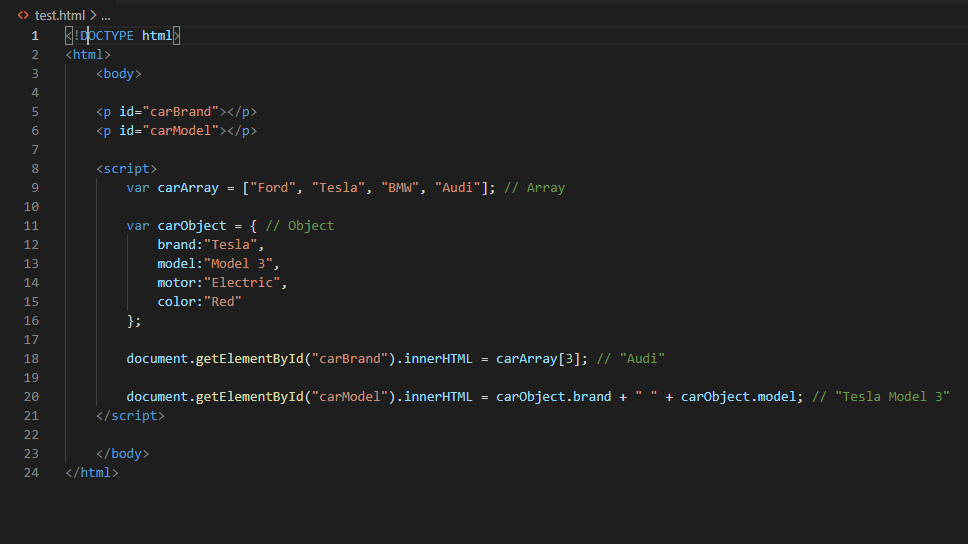 <> test.html > ...
1 <!DOCTYPE html>
2 <html>
3     <body>
4
5     <p id="carBrand"></p>
6     <p id="carModel"></p>
7
8     <script>
9         var carArray = ["Ford", "Tesla", "BMW", "Audi"]; // Array
10
11         var carObject = { // Object
12             brand:"Tesla",
13             model:"Model 3",
14             motor:"Electric",
15             color:"Red"
16         };
17
18         document.getElementById("carBrand").innerHTML = carArray[3]; // "Audi"
19
20         document.getElementById("carModel").innerHTML = carObject.brand + " " + carObject.model; // "Tesla Model 3"
21     </script>
22
23     </body>
24 </html>